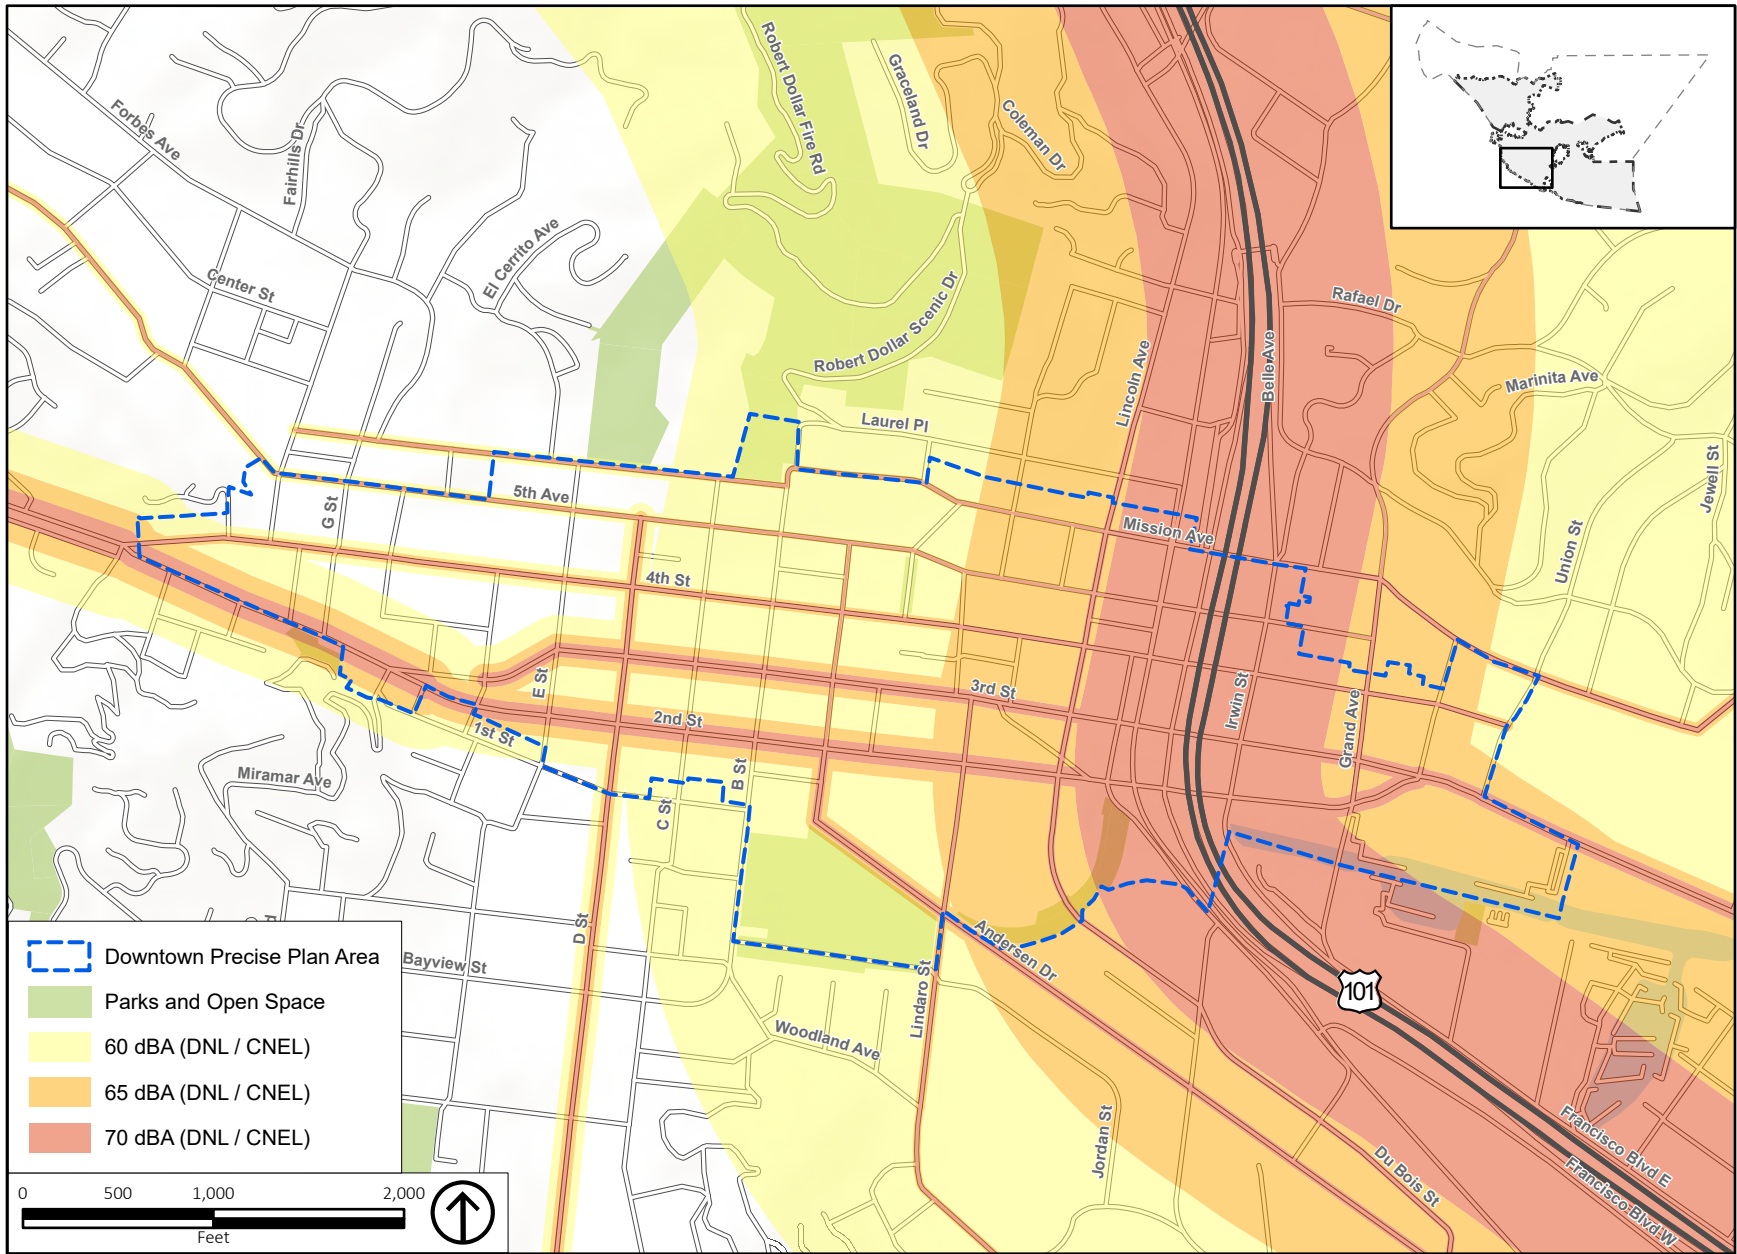 Robert Dollar Fire Rd
Graceland Dr
Coleman Dr
Forbes Ave
Fairhills Dr
El Cerrito Ave
Center St
Robert Dollar Scenic Dr
Rafael Dr
Lincoln Ave
Belle Ave
Marinita Ave
Laurel Pl
Jewell St
5th Ave
G St
Mission Ave
Union St
4th St
E St
3rd St
2nd St
Irwin St
Grand Ave
1st St
Miramar Ave
B St
C St
D St
Bayview St
Andersen Dr
Lindaro St
Woodland Ave
101
Jordan St
Du Bois St
Francisco Blvd E
Francisco Blvd W
Downtown Precise Plan Area
Parks and Open Space
60 dBA (DNL / CNEL)
65 dBA (DNL / CNEL)
70 dBA (DNL / CNEL)
0 500 1,000 2,000
Feet